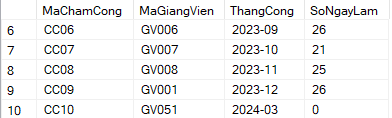 MaChamCong MaGiangVien ThangCong SoNgayLam
6 CC06 GV006 2023-09 26
7 CC07 GV007 2023-10 21
8 CC08 GV008 2023-11 25
9 CC09 GV001 2023-12 26
10 CC10 GV051 2024-03 0